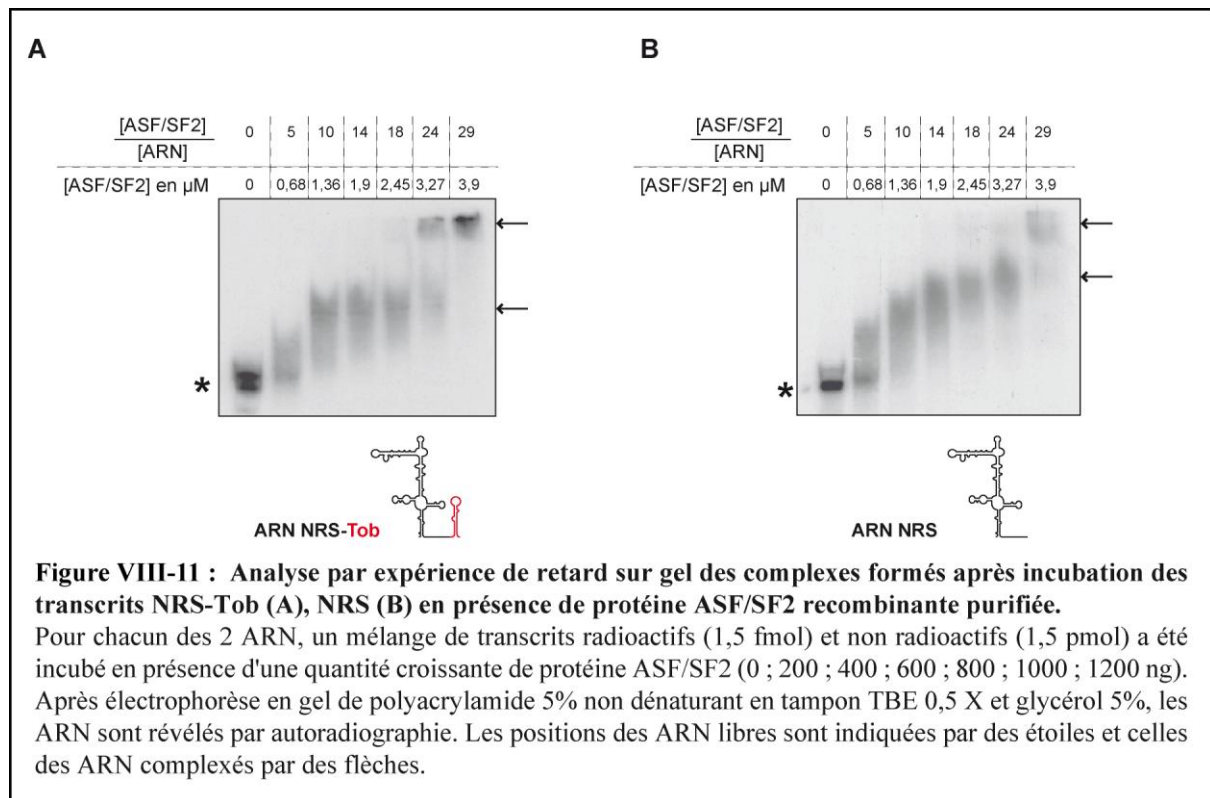 A B
[ASF/SF2] 0 5 10 14 18 24 29
[ARN]
[ASF/SF2] en µM 0 0,68 1,36 1,9 2,45 3,27 3,9
*
ARN NRS-Tob
[ASF/SF2] 0 5 10 14 18 24 29
[ARN]
[ASF/SF2] en µM 0 0,68 1,36 1,9 2,45 3,27 3,9
*
ARN NRS
Figure VIII-11 : Analyse par expérience de retard sur gel des complexes formés après incubation des
transcrits NRS-Tob (A), NRS (B) en présence de protéine ASF/SF2 recombinante purifiée.
Pour chacun des 2 ARN, un mélange de transcrits radioactifs (1,5 fmol) et non radioactifs (1,5 pmol) a été
incubé en présence d'une quantité croissante de protéine ASF/SF2 (0 ; 200 ; 400 ; 600 ; 800 ; 1000 ; 1200 ng).
Après électrophorèse en gel de polyacrylamide 5% non dénaturant en tampon TBE 0,5 X et glycérol 5%, les
ARN sont révélés par autoradiographie. Les positions des ARN libres sont indiquées par des étoiles et celles
des ARN complexés par des flèches.